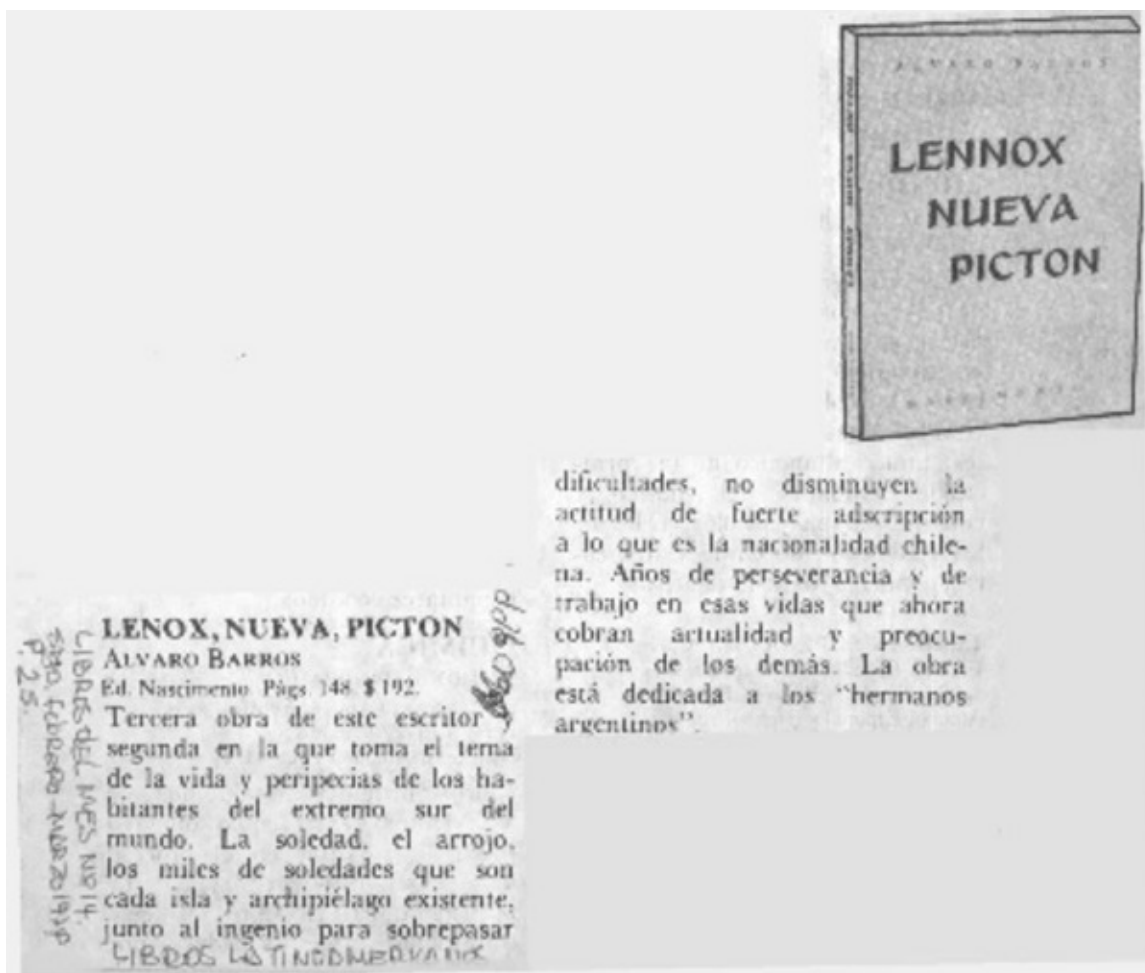 LENNOX
NUEVA
PICTON
LENOX, NUEVA, PICTON
ALVARO BARROS
Ed. Nascimento. Págs. 148. $ 192.
Tercera obra de este escritor y
segunda en la que toma el tema
de la vida y peripecias de los ha-
bitantes del extremo sur del
mundo. La soledad, el arrojo,
los miles de soledades que son
cada isla y archipiélago existente,
junto al ingenio para sobrepasar
dificultades, no disminuyen la
actitud de fuerte adscripción
a lo que es la nacionalidad chile-
na. Años de perseverancia y de
trabajo en esas vidas que ahora
cobran actualidad y preocu-
pación de los demás. La obra
está dedicada a los "hermanos
argentinos".
LIBROS DEL MES Nº 14.
P. 25.
LIBROS